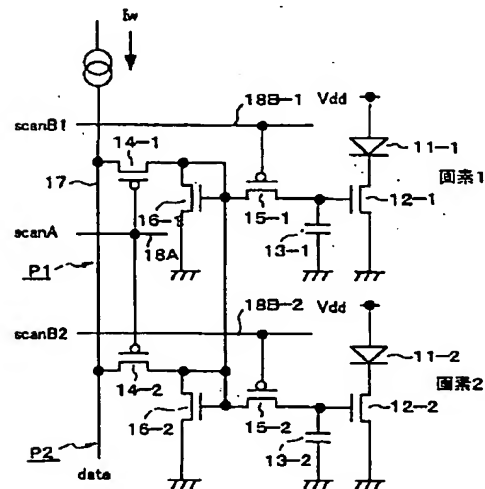 Iw
18B-1
Vdd
scanB1
14-1
11-1
17
画素1
16-1
15-1
12-1
scanA
18A
13-1
P1
18B-2
Vdd
scanB2
11-2
14-2
画素2
16-2
15-2
12-2
P2
13-2
data